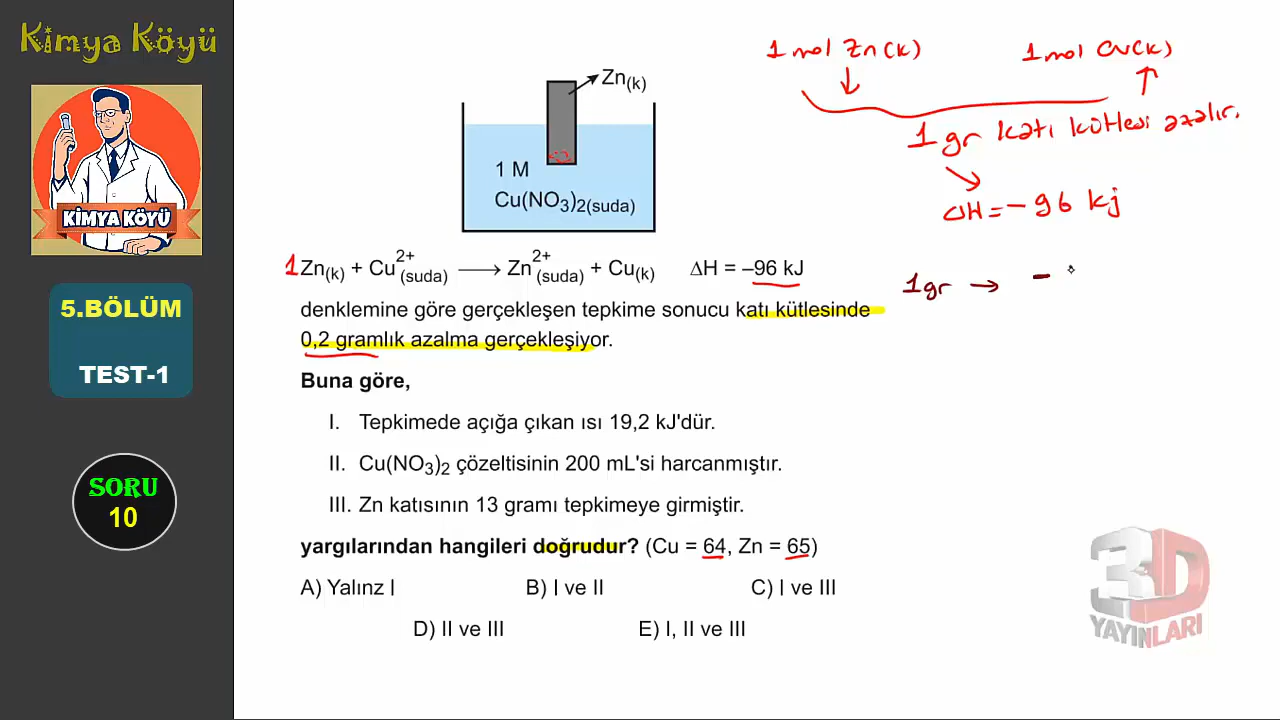 Kimya Köyü
KİMYA KÖYÜ
5.BÖLÜM
TEST-1
SORU
10
1 mol Zn(k) 1 mol Cu(k)
1 gr katı kütlesi azalır.
ΔH = -96 kj
1gr → -
Zn(k)
1 M
Cu(NO3)2(suda)
1 Zn(k) + Cu2+(suda) ⟶ Zn2+(suda) + Cu(k) ΔH = –96 kJ
denklemine göre gerçekleşen tepkime sonucu katı kütlesinde
0,2 gramlık azalma gerçekleşiyor.
Buna göre,
I. Tepkimede açığa çıkan ısı 19,2 kJ'dür.
II. Cu(NO3)2 çözeltisinin 200 mL'si harcanmıştır.
III. Zn katısının 13 gramı tepkimeye girmiştir.
yargılarından hangileri doğrudur? (Cu = 64, Zn = 65)
A) Yalınz I B) I ve II C) I ve III
D) II ve III E) I, II ve III
3D
YAYINLARI